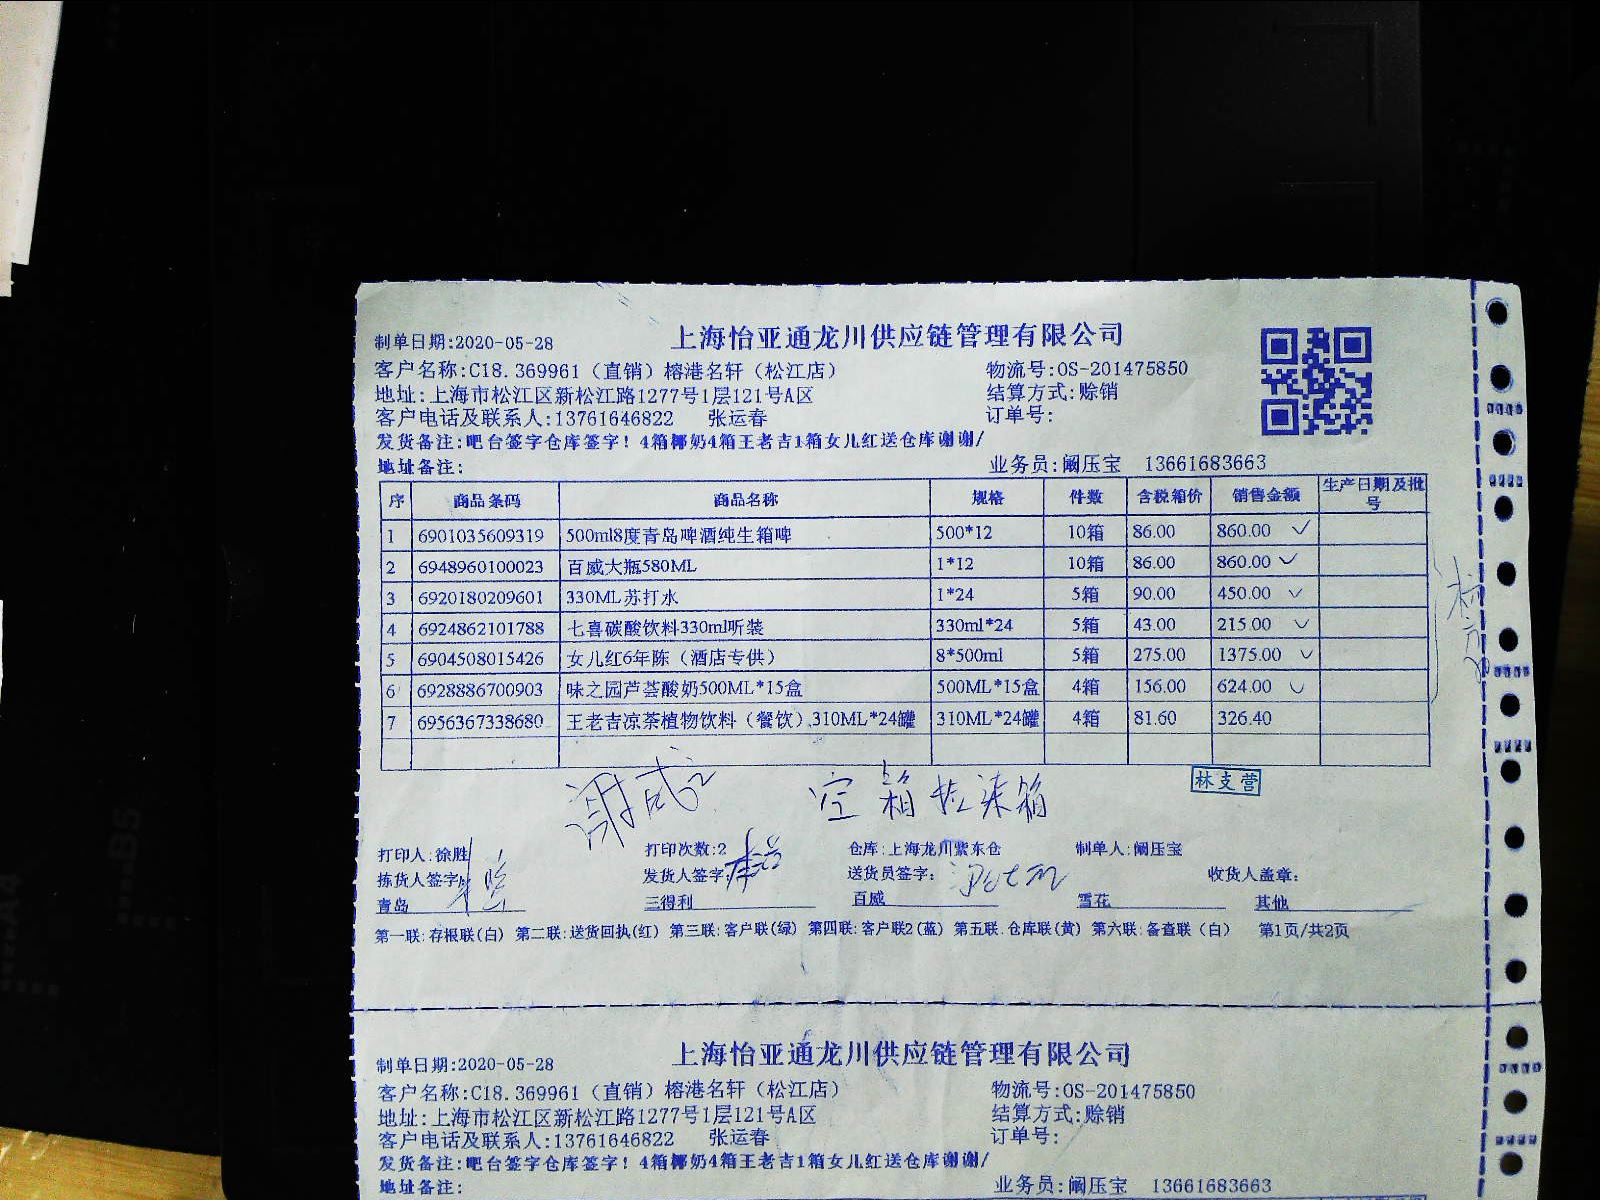 上海怡亚通龙川供应链管理有限公司
制单日期:2020-05-28
客户名称:C18.369961（直销）榕港名轩（松江店） 物流号:OS-201475850
地址:上海市松江区新松江路1277号1层121号A区 结算方式:赊销
客户电话及联系人:13761646822 张运春 订单号:
发货备注:吧台签字仓库签字！4箱椰奶4箱王老吉1箱女儿红送仓库谢谢/
地址备注: 业务员:阚压宝 13661683663
序 商品条码 商品名称 规格 件数 含税箱价 销售金额 生产日期及批号
1 6901035609319 500ml8度青岛啤酒纯生箱啤 500*12 10箱 86.00 860.00
2 6948960100023 百威大瓶580ML 1*12 10箱 86.00 860.00
3 6920180209601 330ML苏打水 1*24 5箱 90.00 450.00
4 6924862101788 七喜碳酸饮料330ml听装 330ml*24 5箱 43.00 215.00
5 6904508015426 女儿红6年陈（酒店专供） 8*500ml 5箱 275.00 1375.00
6 6928886700903 味之园芦荟酸奶500ML*15盒 500ML*15盒 4箱 156.00 624.00
7 6956367338680 王老吉凉茶植物饮料（餐饮）,310ML*24罐 310ML*24罐 4箱 81.60 326.40
林支营
空箱
箱
打印人:徐胜 打印次数:2 仓库:上海龙川紫东仓 制单人:阚压宝
拣货人签字: 发货人签字: 送货员签字: 收货人盖章:
青岛 三得利 百威 雪花 其他
第一联:存根联(白) 第二联:送货回执(红) 第三联:客户联(绿) 第四联:客户联2(蓝) 第五联.仓库联(黄) 第六联:备查联（白） 第1页/共2页
上海怡亚通龙川供应链管理有限公司
制单日期:2020-05-28
客户名称:C18.369961（直销）榕港名轩（松江店） 物流号:OS-201475850
地址:上海市松江区新松江路1277号1层121号A区 结算方式:赊销
客户电话及联系人:13761646822 张运春 订单号:
发货备注:吧台签字仓库签字！4箱椰奶4箱王老吉1箱女儿红送仓库谢谢/
地址备注: 业务员:阚压宝 13661683663
B5
A4